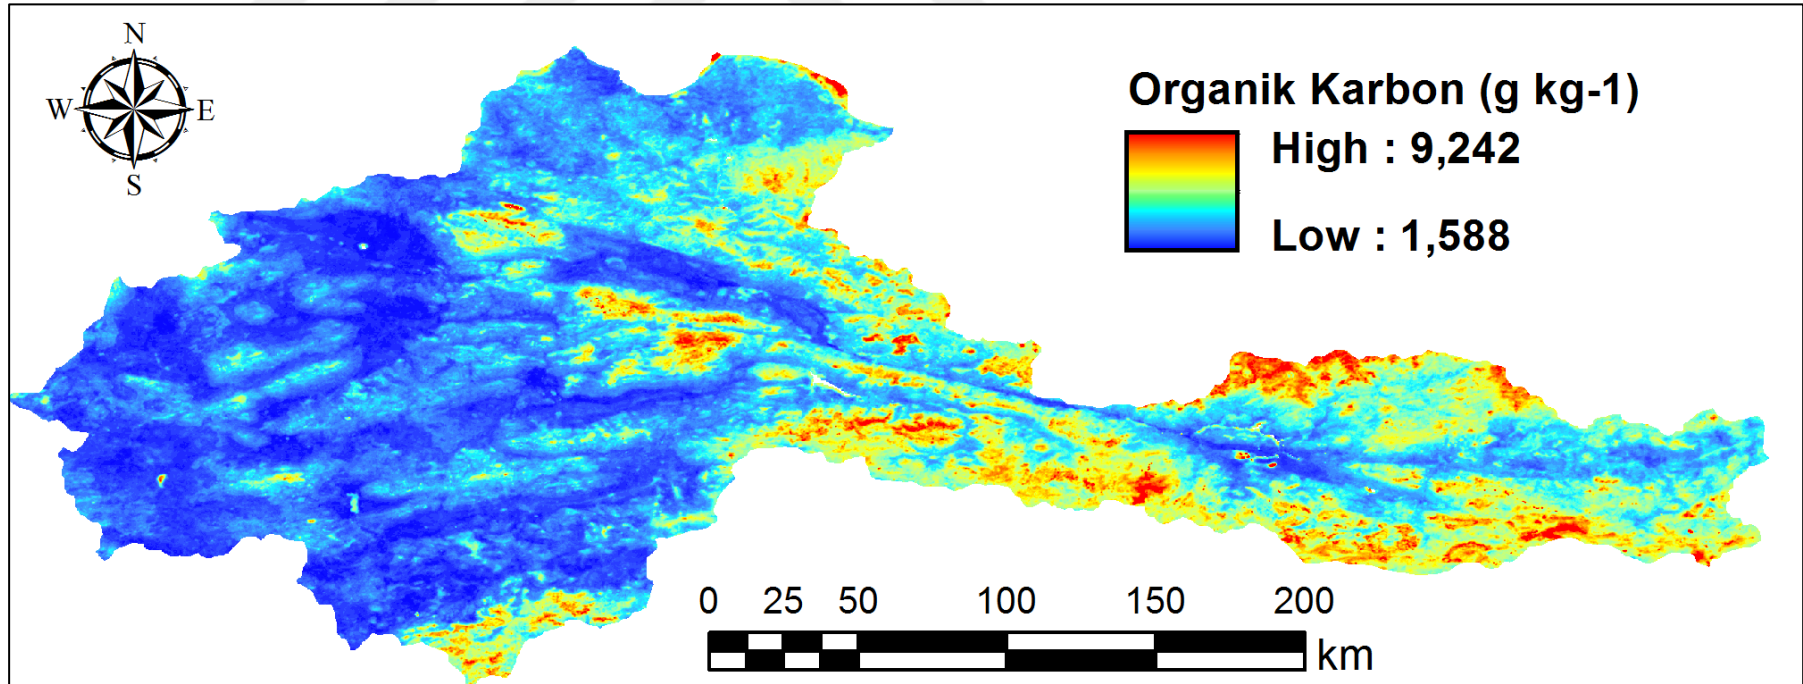 N
W E
S
Organik Karbon (g kg-1)
High : 9,242
Low : 1,588
0 25 50 100 150 200
km